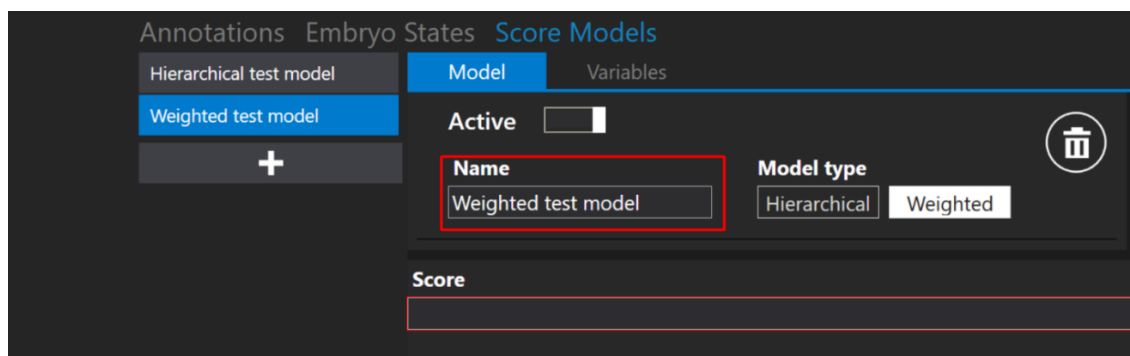 Annotations Embryo States Score Models
Hierarchical test model
Weighted test model
Model Variables
Active
Name
Weighted test model
Model type
Hierarchical Weighted
Score